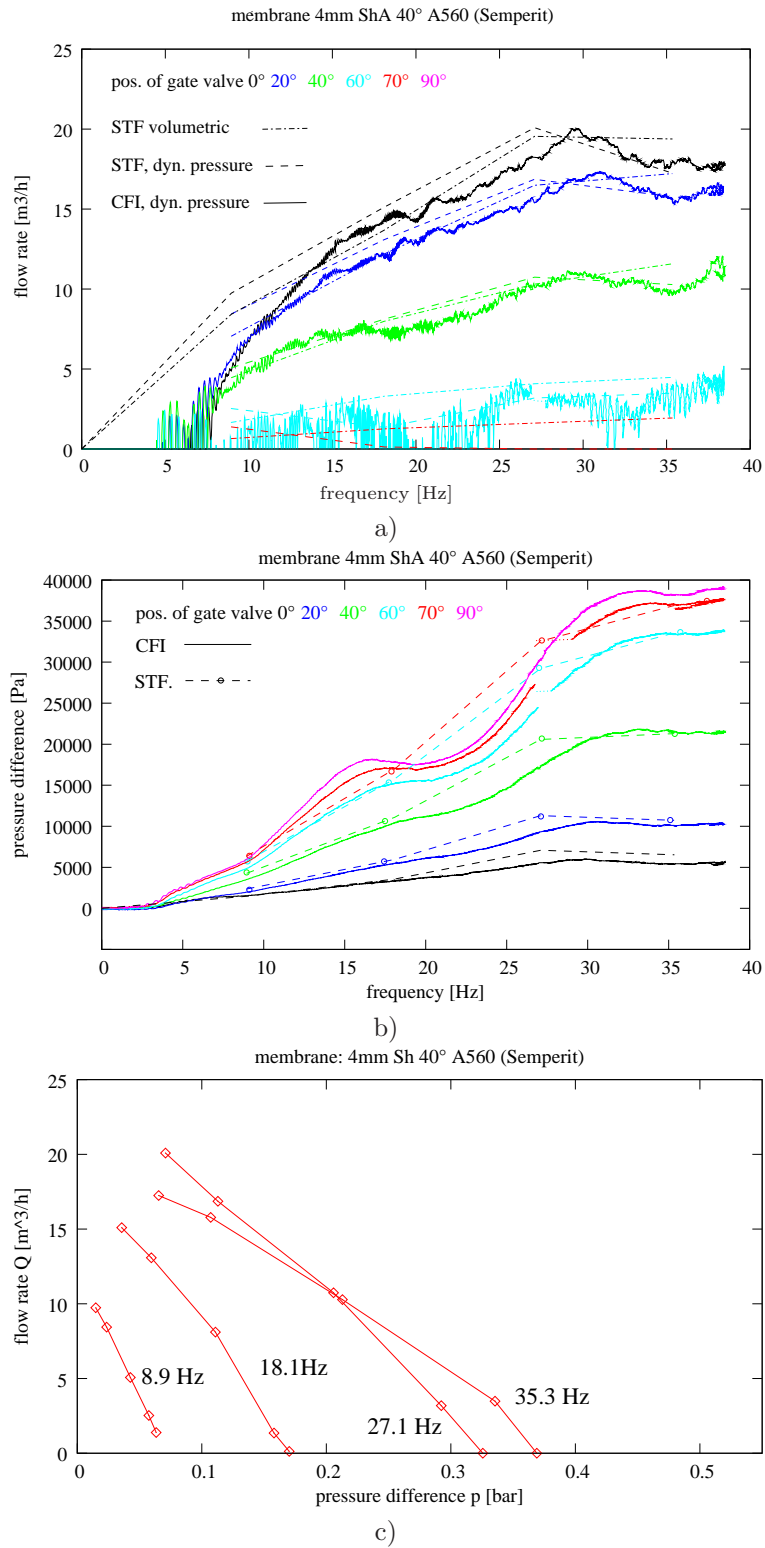 membrane 4mm ShA 40° A560 (Semperit)
25
20
15
10
5
0
flow rate [m3/h]
pos. of gate valve 0° 20° 40° 60° 70° 90°
STF volumetric
STF, dyn. pressure
CFI, dyn. pressure
0 5 10 15 20 25 30 35 40
frequency [Hz]
a)
membrane 4mm ShA 40° A560 (Semperit)
40000
35000
30000
25000
20000
15000
10000
5000
0
pressure difference [Pa]
pos. of gate valve 0° 20° 40° 60° 70° 90°
CFI
STF.
0 5 10 15 20 25 30 35 40
frequency [Hz]
b)
membrane: 4mm Sh 40° A560 (Semperit)
25
20
15
10
5
0
flow rate Q [m^3/h]
8.9 Hz
18.1Hz
27.1 Hz
35.3 Hz
0 0.1 0.2 0.3 0.4 0.5
pressure difference p [bar]
c)